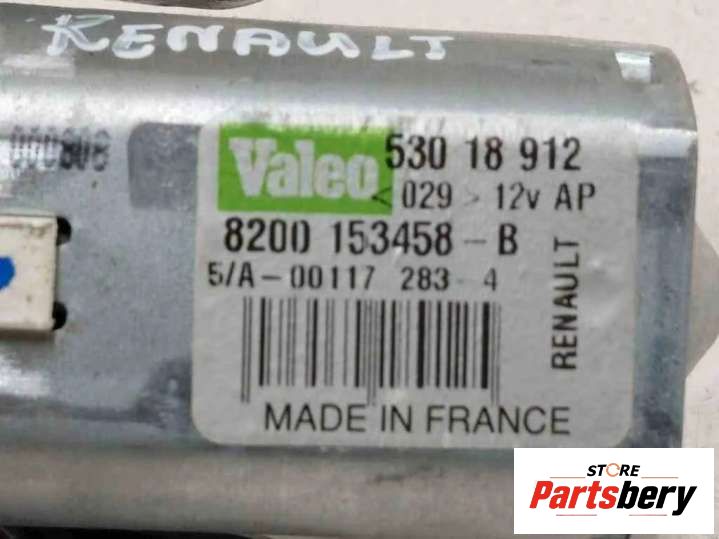 RENAULT
000808
Valeo 530 18 912
<029> 12v AP
8200 153458-B
5/A-00117 283-4
RENAULT
MADE IN FRANCE
STORE
Partsbery